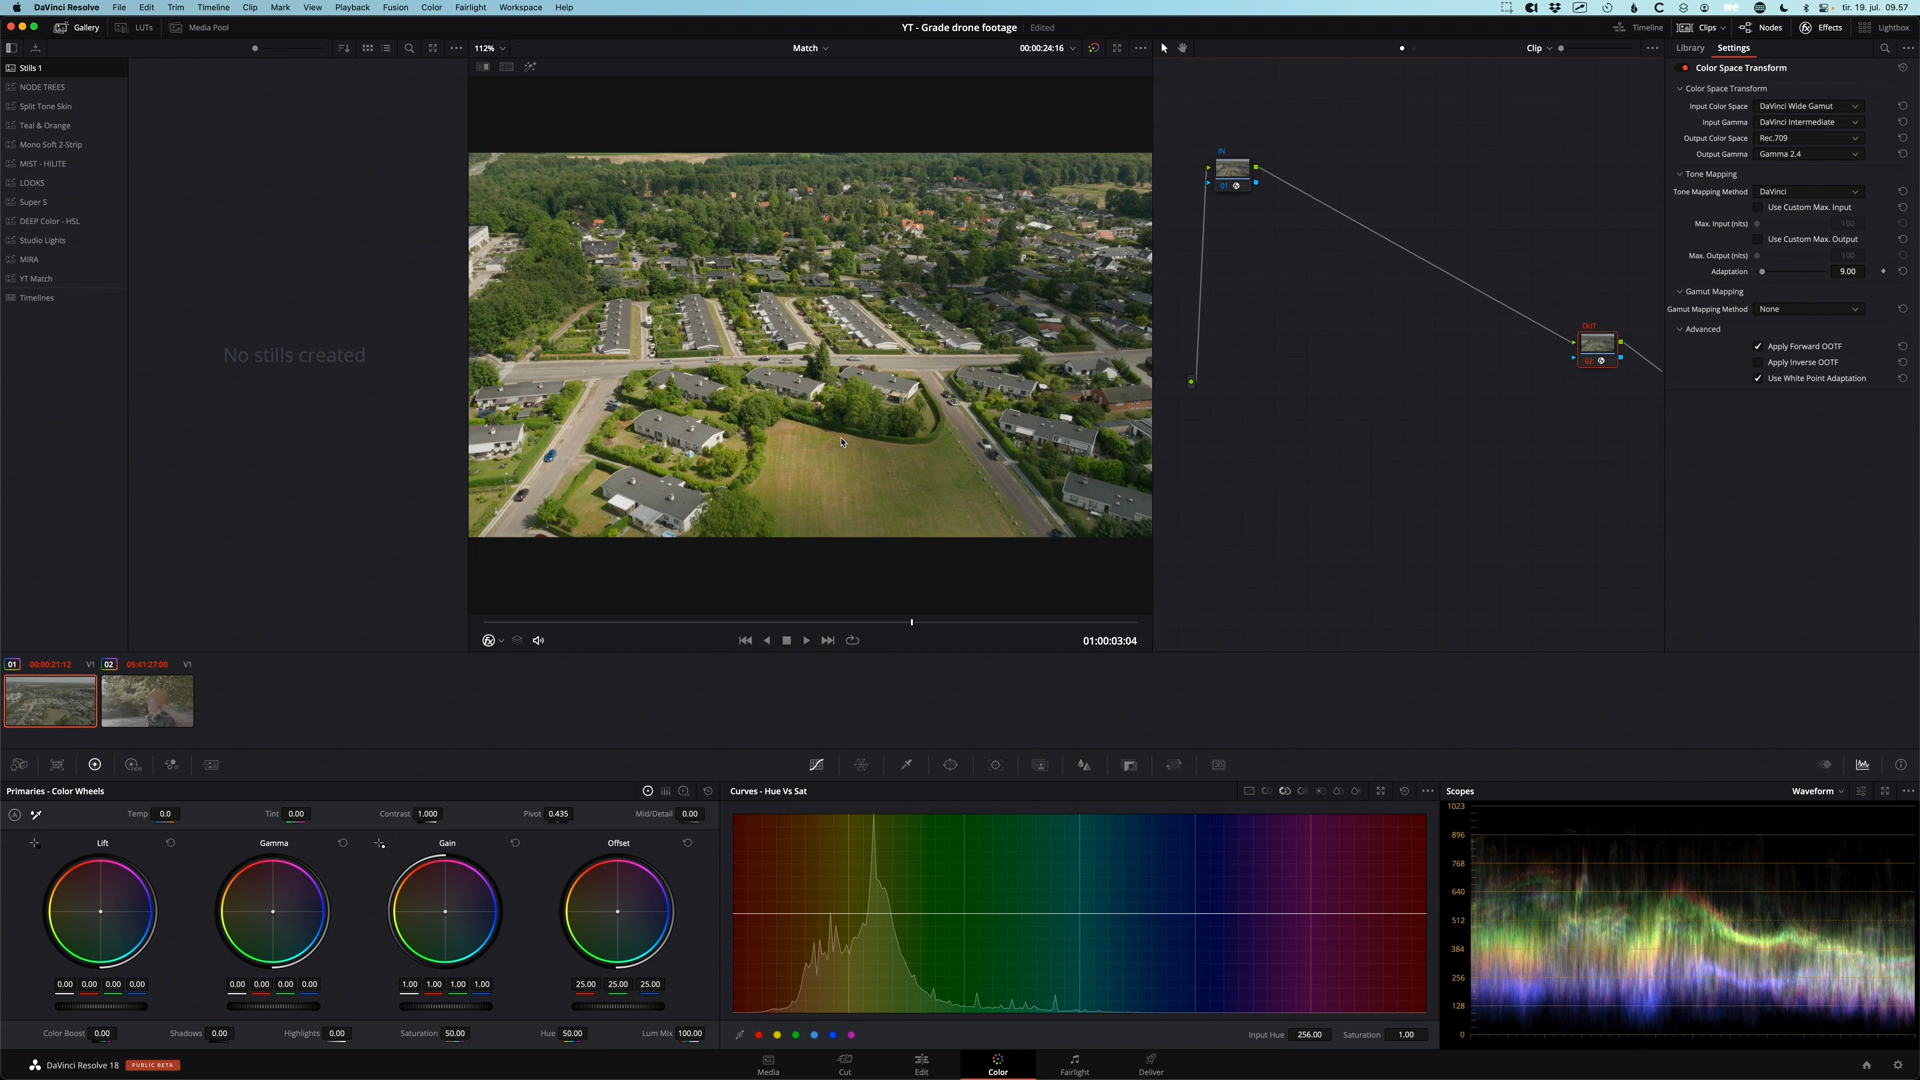 DaVinci Resolve File Edit Trim Timeline Clip Mark View Playback Fusion Color Fairlight Workspace Help
tir. 19. jul. 09.57
Gallery LUTs Media Pool
YT - Grade drone footage Edited
Timeline Clips Nodes Effects Lightbox
112% Match 00:00:24:16 Clip
Library Settings
Stills 1
NODE TREES
Split Tone Skin
Teal & Orange
Mono Soft 2-Strip
MIST - HILITE
LOOKS
Super S
DEEP Color - HSL
Studio Lights
MIRA
YT Match
Timelines
No stills created
IN
01
OUT
02
Color Space Transform
Color Space Transform
Input Color Space DaVinci Wide Gamut
Input Gamma DaVinci Intermediate
Output Color Space Rec.709
Output Gamma Gamma 2.4
Tone Mapping
Tone Mapping Method DaVinci
Use Custom Max. Input
Max. Input (nits) 100
Use Custom Max. Output
Max. Output (nits) 100
Adaptation 9.00
Gamut Mapping
Gamut Mapping Method None
Advanced
Apply Forward OOTF
Apply Inverse OOTF
Use White Point Adaptation
01:00:03:04
01 00:00:21:12 V1 02 05:41:27:00 V1
Primaries - Color Wheels
Temp 0.0 Tint 0.00 Contrast 1.000 Pivot 0.435 Mid/Detail 0.00
Lift Gamma Gain Offset
0.00 0.00 0.00 0.00 0.00 0.00 0.00 0.00 1.00 1.00 1.00 1.00 25.00 25.00 25.00
Color Boost 0.00 Shadows 0.00 Highlights 0.00 Saturation 50.00 Hue 50.00 Lum Mix 100.00
Curves - Hue Vs Sat
Input Hue 256.00 Saturation 1.00
Scopes Waveform
1023
896
768
640
512
384
256
128
0
DaVinci Resolve 18 PUBLIC BETA
Media Cut Edit Color Fairlight Deliver